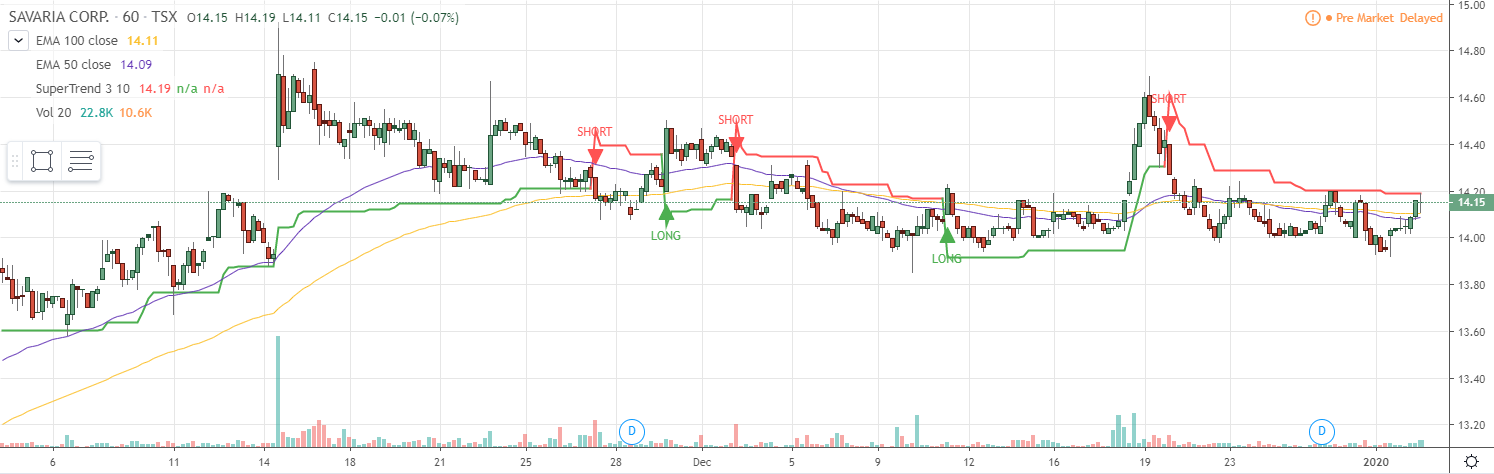 SAVARIA CORP. · 60 · TSX O14.15 H14.19 L14.11 C14.15 −0.01 (−0.07%)
Pre Market Delayed
EMA 100 close 14.11
EMA 50 close 14.09
SuperTrend 3 10 14.19 n/a n/a
Vol 20 22.8K 10.6K
SHORT
LONG
SHORT
LONG
SHORT
15.00
14.80
14.60
14.40
14.20
14.15
14.00
13.80
13.60
13.40
13.20
D
D
6 11 14 18 21 25 28 Dec 5 9 12 16 19 23 2020